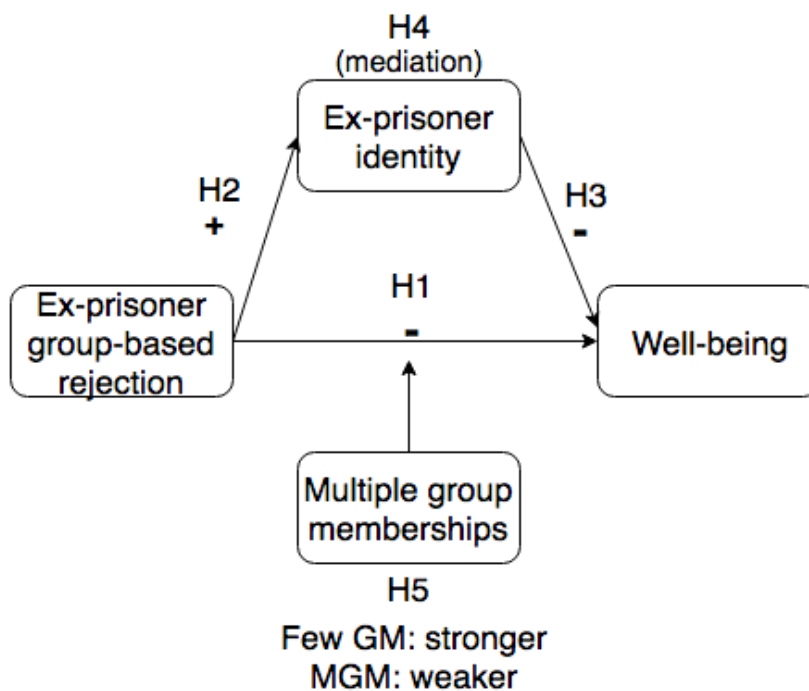 H4
(mediation)
Ex-prisoner
identity
H2
+
H3
-
H1
-
Ex-prisoner
group-based
rejection
Well-being
Multiple group
memberships
H5
Few GM: stronger
MGM: weaker